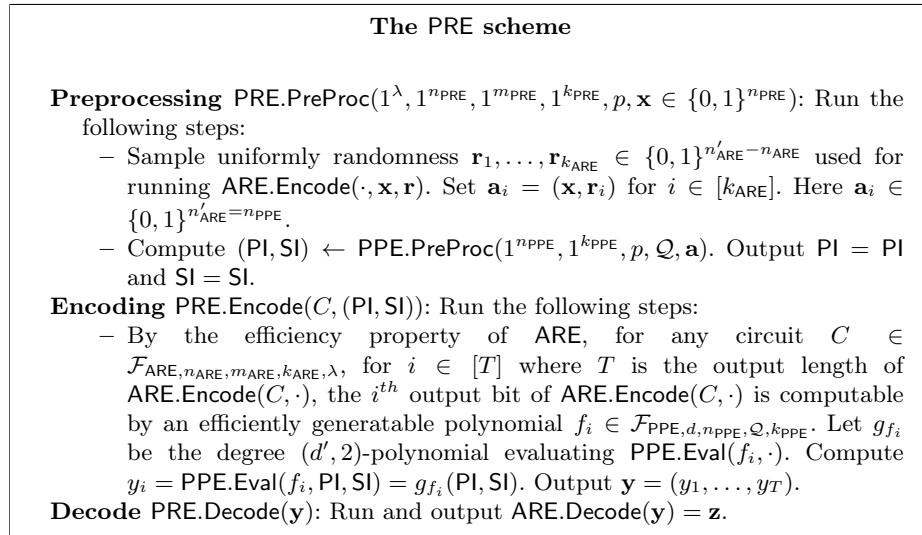 The PRE scheme
Preprocessing PRE.PreProc(1^λ, 1^{n_PRE}, 1^{m_PRE}, 1^{k_PRE}, p, x ∈ {0, 1}^{n_PRE}): Run the
following steps:
– Sample uniformly randomness r_1, . . . , r_{k_ARE} ∈ {0, 1}^{n'_ARE − n_ARE} used for
running ARE.Encode(·, x, r). Set a_i = (x, r_i) for i ∈ [k_ARE]. Here a_i ∈
{0, 1}^{n'_ARE = n_PPE}.
– Compute (PI, SI) ← PPE.PreProc(1^{n_PPE}, 1^{k_PPE}, p, Q, a). Output PI = PI
and SI = SI.
Encoding PRE.Encode(C, (PI, SI)): Run the following steps:
– By the efficiency property of ARE, for any circuit C ∈
F_{ARE,n_ARE,m_ARE,k_ARE,λ}, for i ∈ [T] where T is the output length of
ARE.Encode(C, ·), the i^{th} output bit of ARE.Encode(C, ·) is computable
by an efficiently generatable polynomial f_i ∈ F_{PPE,d,n_PPE,Q,k_PPE}. Let g_{f_i}
be the degree (d', 2)-polynomial evaluating PPE.Eval(f_i, ·). Compute
y_i = PPE.Eval(f_i, PI, SI) = g_{f_i}(PI, SI). Output y = (y_1, . . . , y_T).
Decode PRE.Decode(y): Run and output ARE.Decode(y) = z.